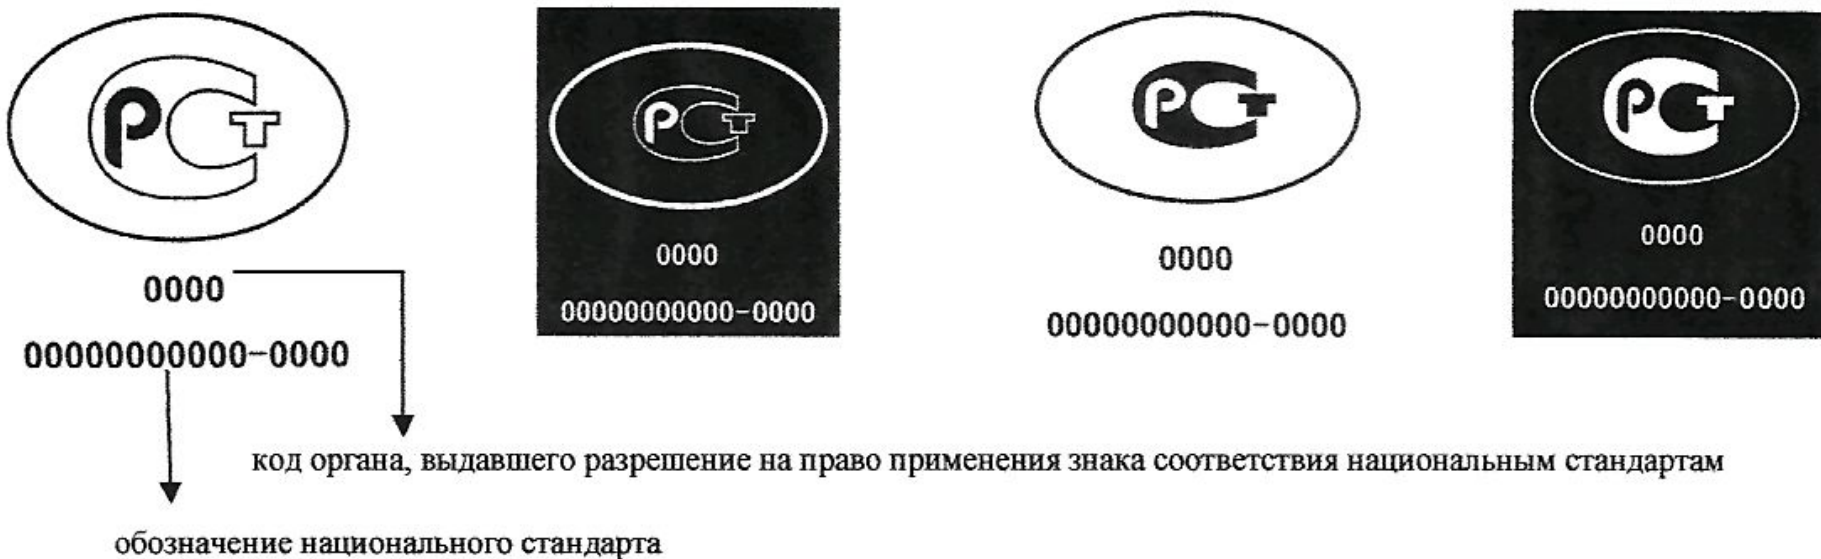 РСТ
0000
00000000000-0000
РСТ
0000
00000000000-0000
РСТ
0000
00000000000-0000
РСТ
0000
00000000000-0000
код органа, выдавшего разрешение на право применения знака соответствия национальным стандартам
обозначение национального стандарта